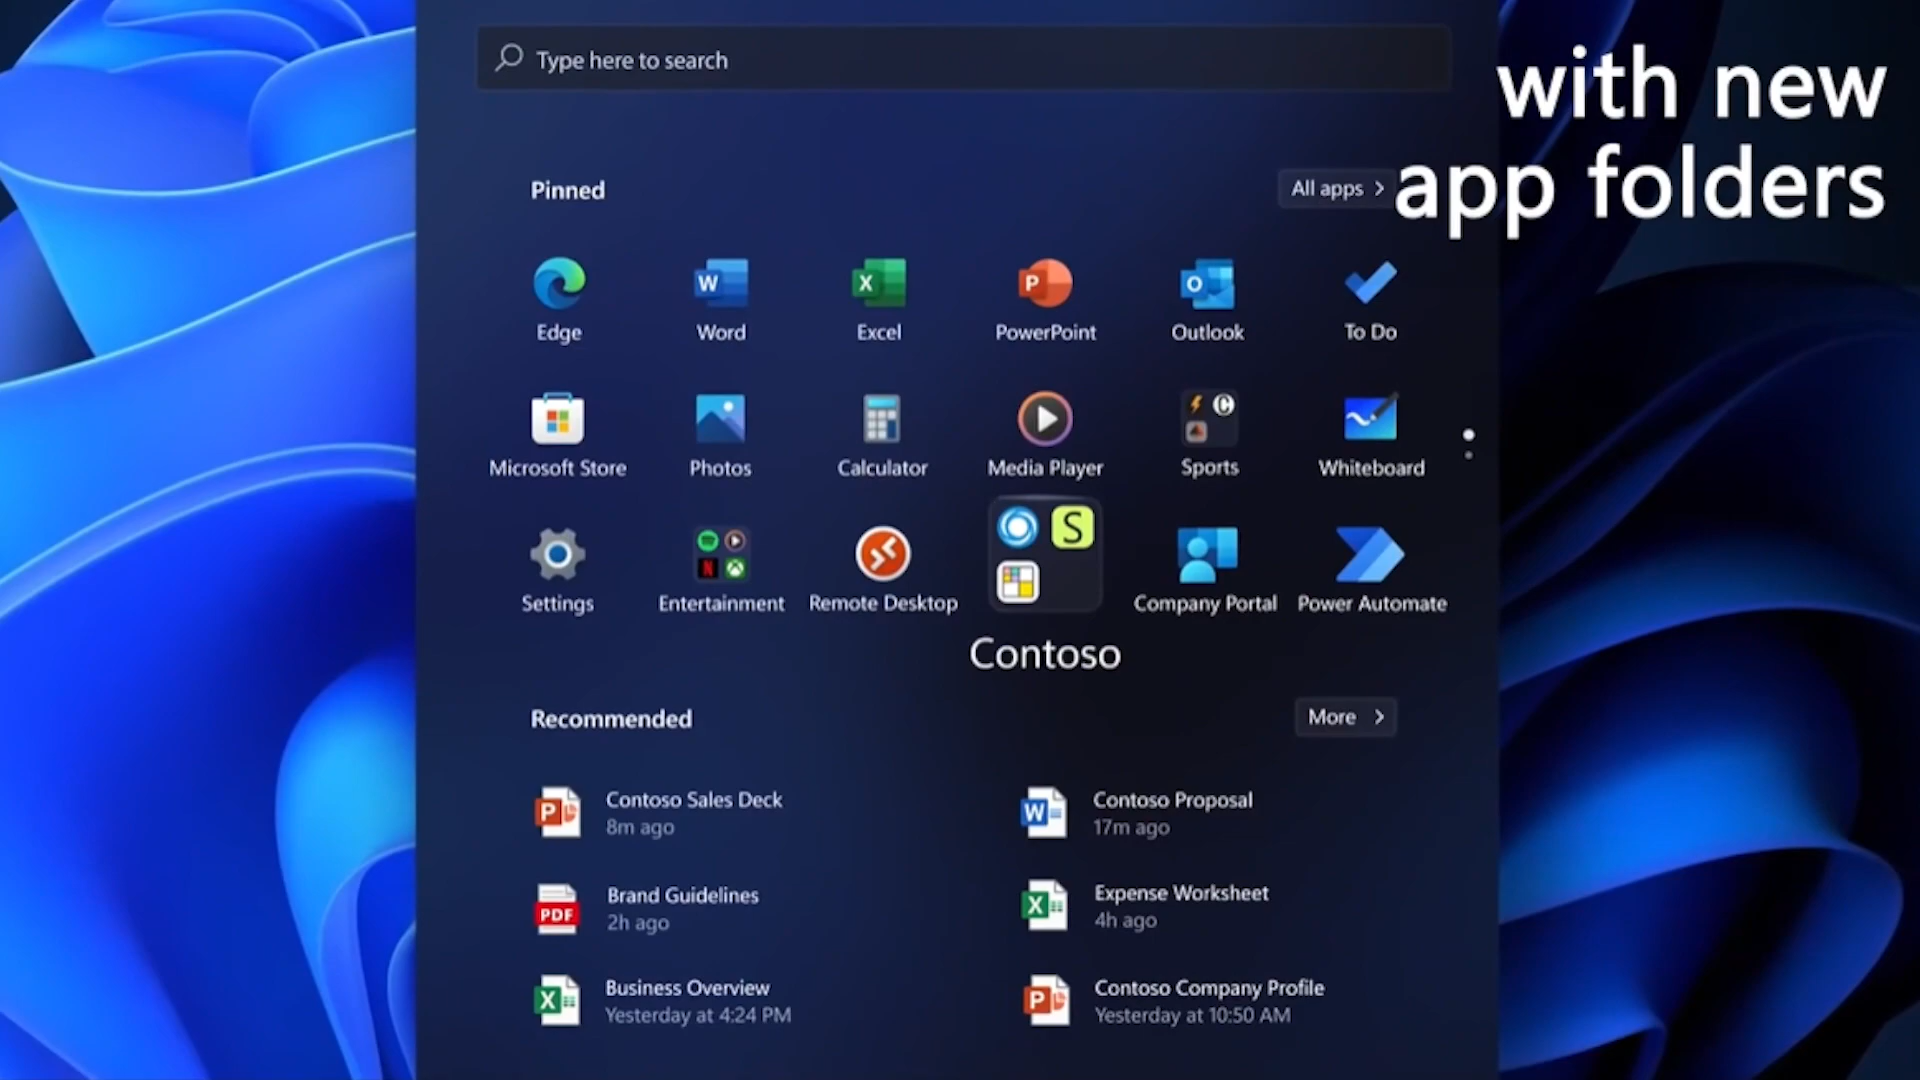 Type here to search
with new
app folders
Pinned
All apps
Edge
Word
Excel
PowerPoint
Outlook
To Do
Microsoft Store
Photos
Calculator
Media Player
Sports
Whiteboard
Settings
Entertainment
Remote Desktop
Contoso
Company Portal
Power Automate
Recommended
More
Contoso Sales Deck
8m ago
Contoso Proposal
17m ago
PDF
Brand Guidelines
2h ago
Expense Worksheet
4h ago
Business Overview
Yesterday at 4:24 PM
Contoso Company Profile
Yesterday at 10:50 AM